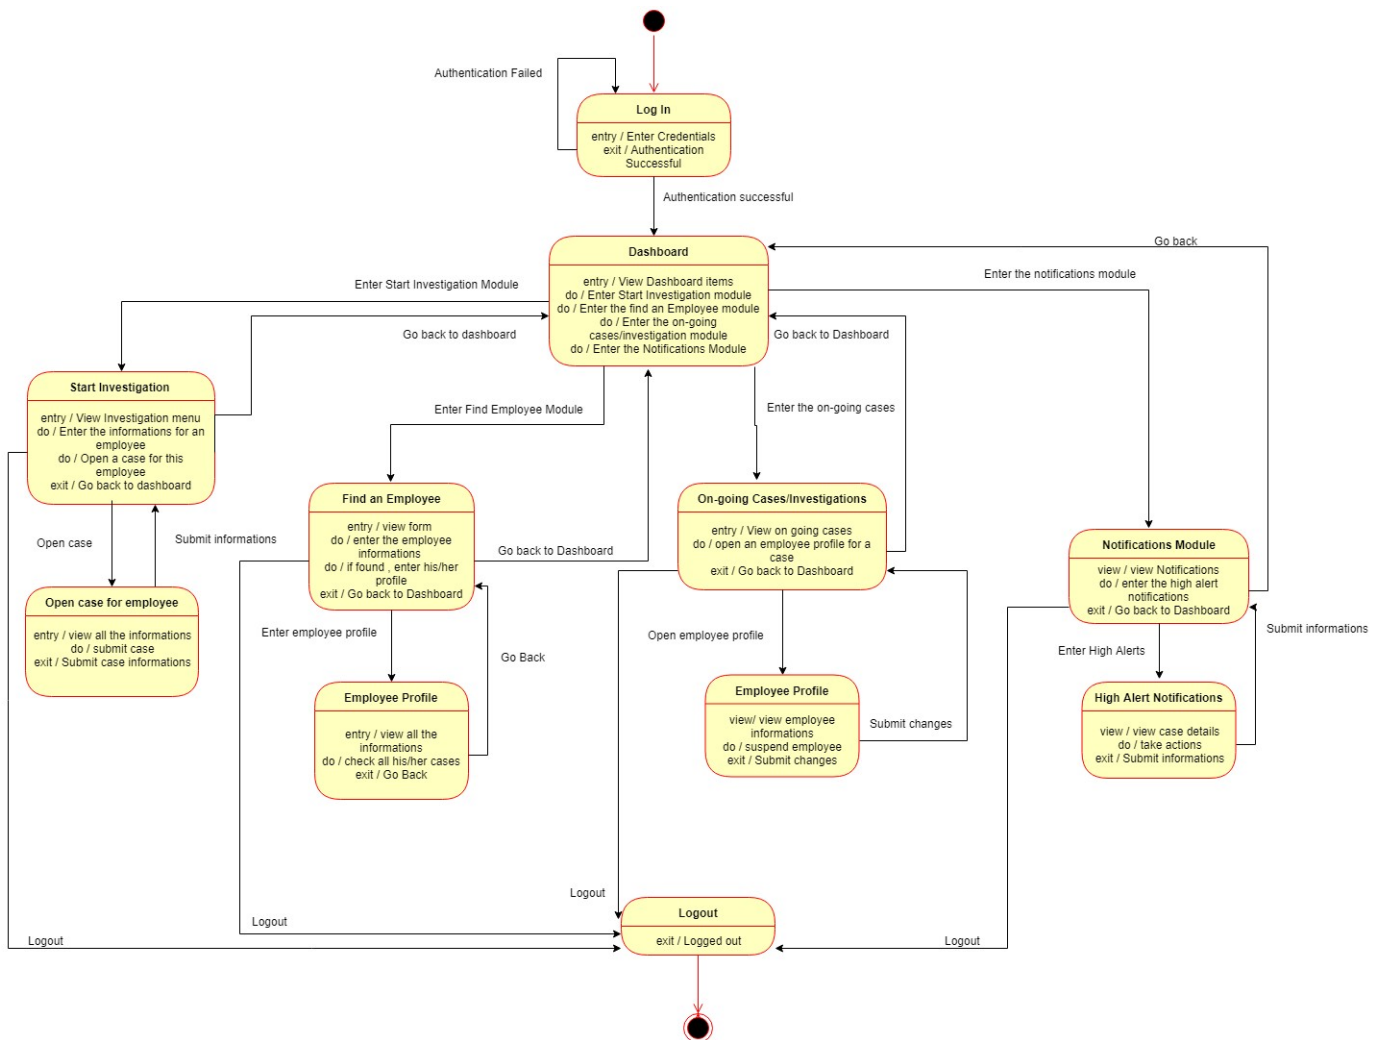 Authentication Failed
Log In
entry / Enter Credentials
exit / Authentication
Successful
Authentication successful
Dashboard
entry / View Dashboard items
do / Enter Start Investigation module
do / Enter the find an Employee module
do / Enter the on-going
cases/investigation module
do / Enter the Notifications Module
Go back
Enter the notifications module
Enter Start Investigation Module
Go back to dashboard
Go back to Dashboard
Start Investigation
entry / View Investigation menu
do / Enter the informations for an
employee
do / Open a case for this
employee
exit / Go back to dashboard
Enter Find Employee Module
Enter the on-going cases
Open case
Submit informations
Open case for employee
entry / view all the informations
do / submit case
exit / Submit case informations
Find an Employee
entry / view form
do / enter the employee
informations
do / if found , enter his/her
profile
exit / Go back to Dashboard
Go back to Dashboard
On-going Cases/Investigations
entry / View on going cases
do / open an employee profile for a
case
exit / Go back to Dashboard
Notifications Module
view / view Notifications
do / enter the high alert
notifications
exit / Go back to Dashboard
Enter employee profile
Go Back
Open employee profile
Enter High Alerts
Submit informations
Employee Profile
entry / view all the
informations
do / check all his/her cases
exit / Go Back
Employee Profile
view/ view employee
informations
do / suspend employee
exit / Submit changes
Submit changes
High Alert Notifications
view / view case details
do / take actions
exit / Submit informations
Logout
Logout
Logout
Logout
Logout
exit / Logged out